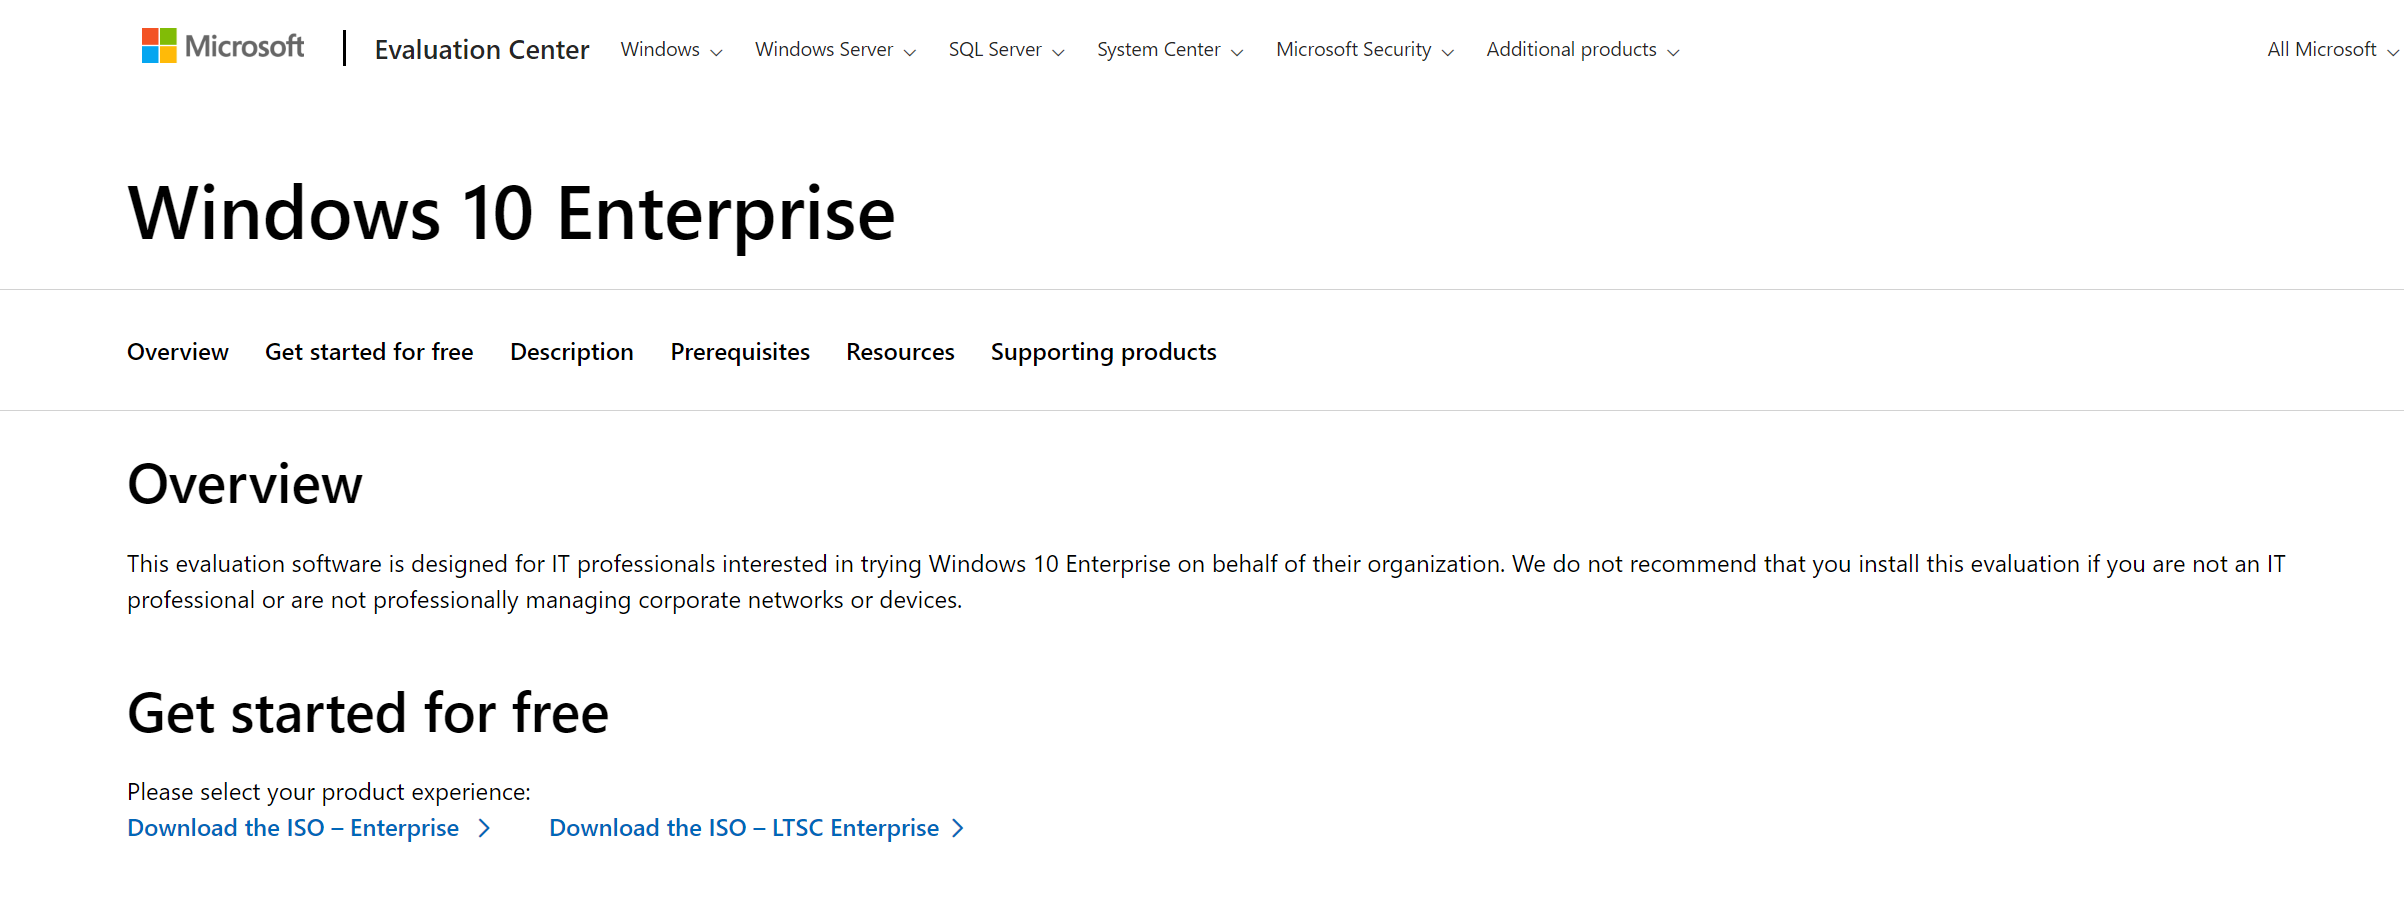 Microsoft | Evaluation Center Windows Windows Server SQL Server System Center Microsoft Security Additional products All Microsoft
Windows 10 Enterprise
Overview Get started for free Description Prerequisites Resources Supporting products
Overview
This evaluation software is designed for IT professionals interested in trying Windows 10 Enterprise on behalf of their organization. We do not recommend that you install this evaluation if you are not an IT
professional or are not professionally managing corporate networks or devices.
Get started for free
Please select your product experience:
Download the ISO – Enterprise Download the ISO – LTSC Enterprise